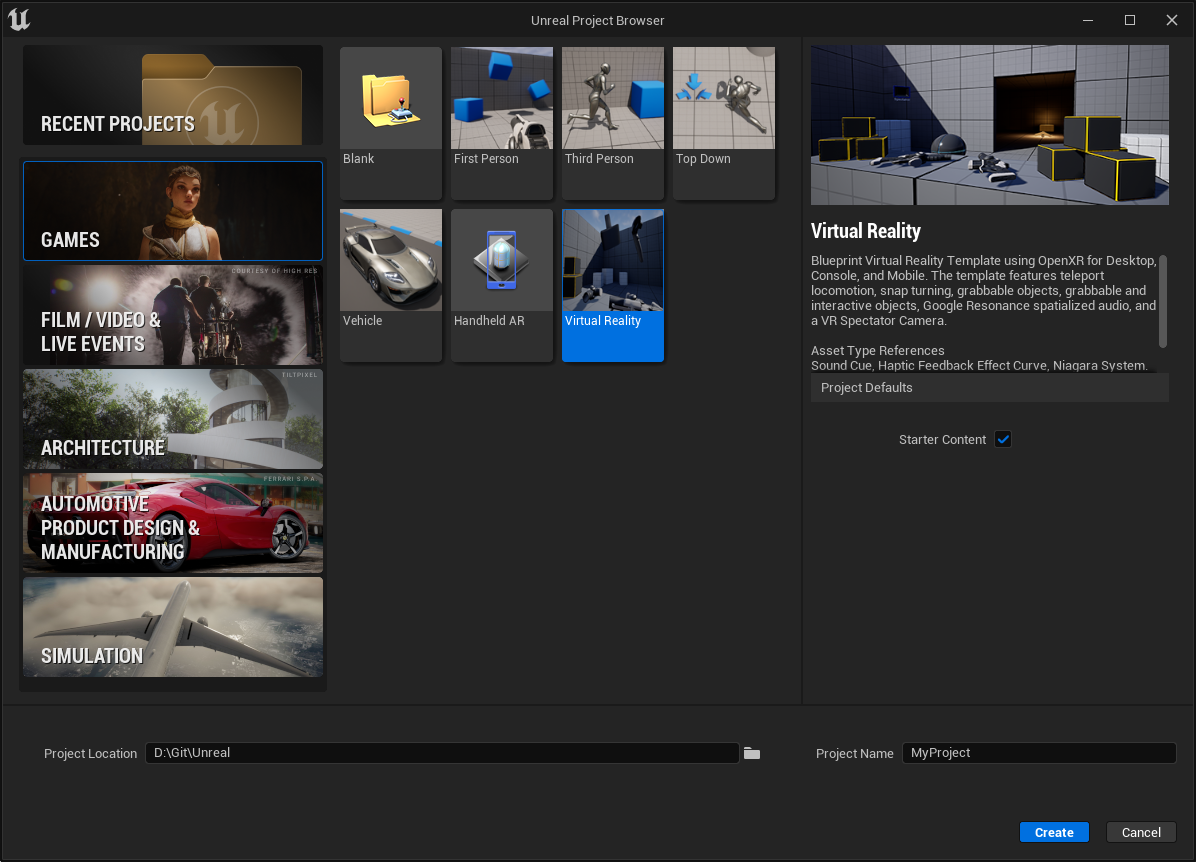 Unreal Project Browser
RECENT PROJECTS
GAMES
COURTESY OF HIGH RES
FILM / VIDEO &
LIVE EVENTS
TILTPIXEL
ARCHITECTURE
FERRARI S.P.A.
AUTOMOTIVE
PRODUCT DESIGN &
MANUFACTURING
SIMULATION
Blank
First Person
Third Person
Top Down
Vehicle
Handheld AR
Virtual Reality
Virtual Reality
Blueprint Virtual Reality Template using OpenXR for Desktop,
Console, and Mobile. The template features teleport
locomotion, snap turning, grabbable objects, grabbable and
interactive objects, Google Resonance spatialized audio, and
a VR Spectator Camera.
Asset Type References
Sound Cue, Haptic Feedback Effect Curve, Niagara System,
Project Defaults
Starter Content
Project Location
D:\Git\Unreal
Project Name
MyProject
Create
Cancel